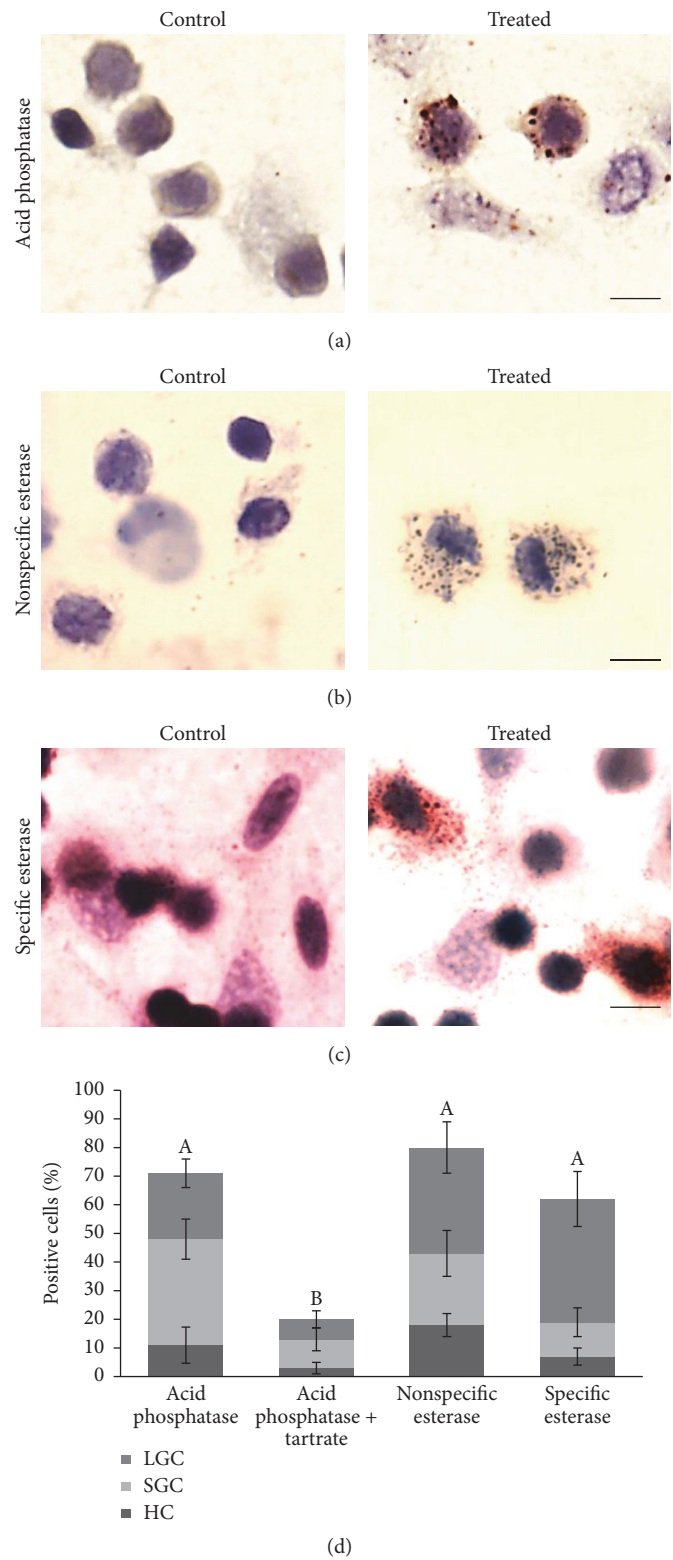 Control Treated
Acid phosphatase
(a)
Control Treated
Nonspecific esterase
(b)
Control Treated
Specific esterase
(c)
Positive cells (%)
100
90
80
70
60
50
40
30
20
10
0
A
B
A
A
Acid
phosphatase
Acid
phosphatase +
tartrate
Nonspecific
esterase
Specific
esterase
LGC
SGC
HC
(d)